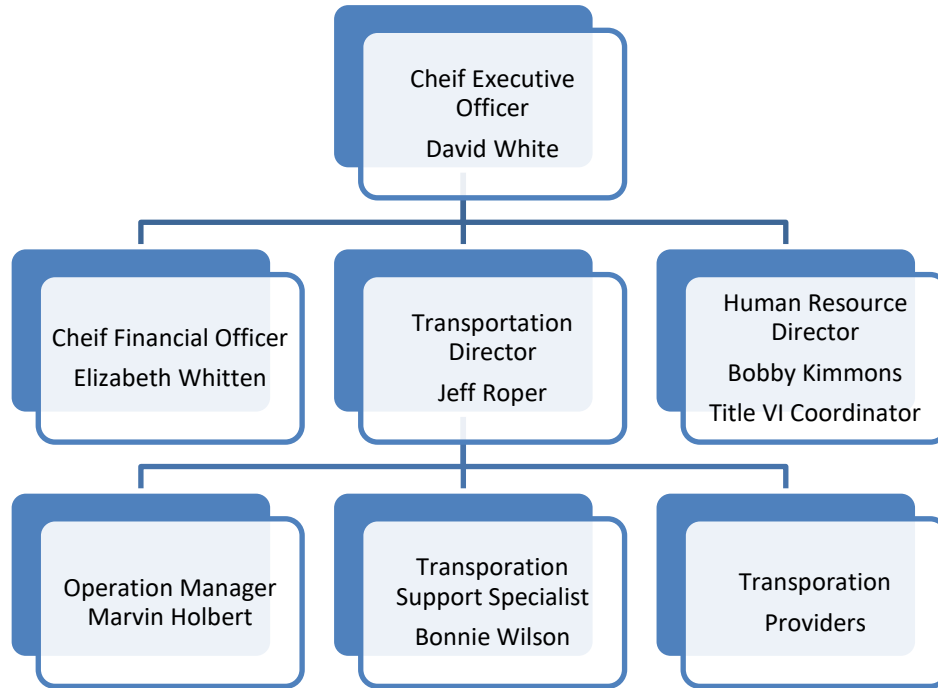 Cheif Executive
Officer
David White
Cheif Financial Officer
Elizabeth Whitten
Transportation
Director
Jeff Roper
Human Resource
Director
Bobby Kimmons
Title VI Coordinator
Operation Manager
Marvin Holbert
Transporation
Support Specialist
Bonnie Wilson
Transporation
Providers